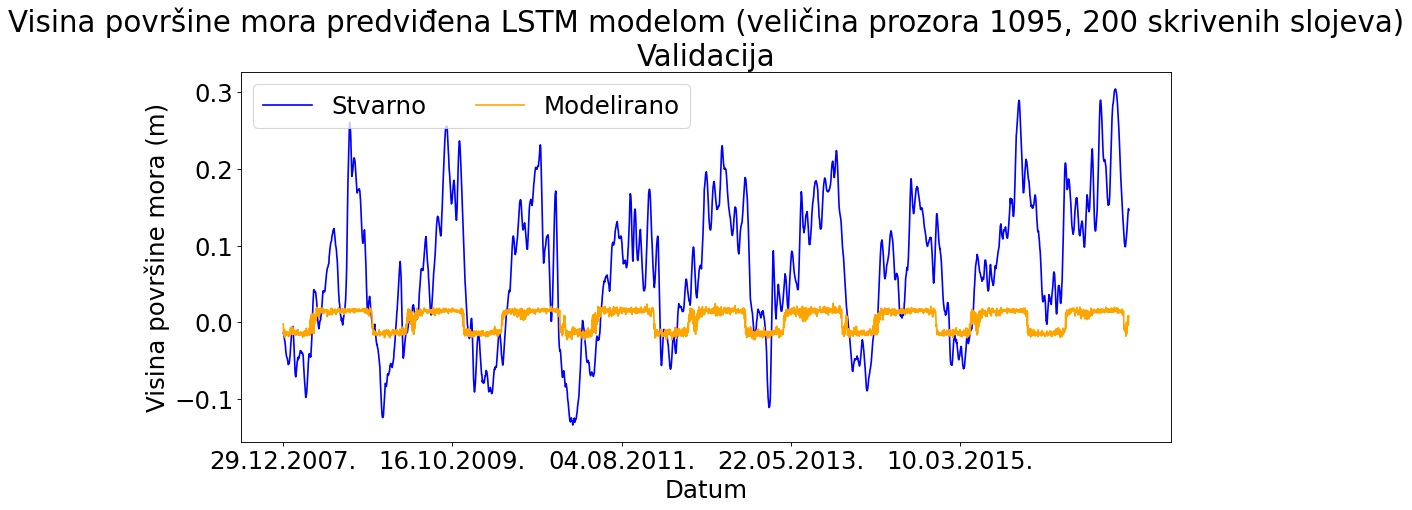 Visina površine mora predviđena LSTM modelom (veličina prozora 1095, 200 skrivenih slojeva)
Validacija
Stvarno Modelirano
Visina površine mora (m)
0.3
0.2
0.1
0.0
−0.1
29.12.2007. 16.10.2009. 04.08.2011. 22.05.2013. 10.03.2015.
Datum